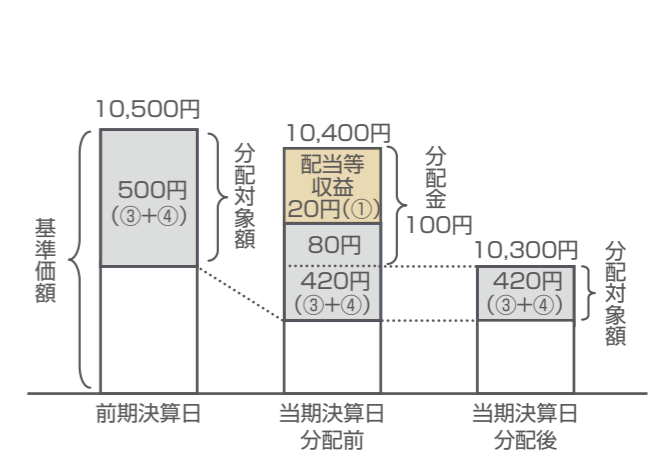 10,500円
500円
(③+④)
分配対象額
基準価額
10,400円
配当等
収益
20円(①)
80円
420円
(③+④)
分配金
100円
10,300円
420円
(③+④)
分配対象額
前期決算日
当期決算日
分配前
当期決算日
分配後